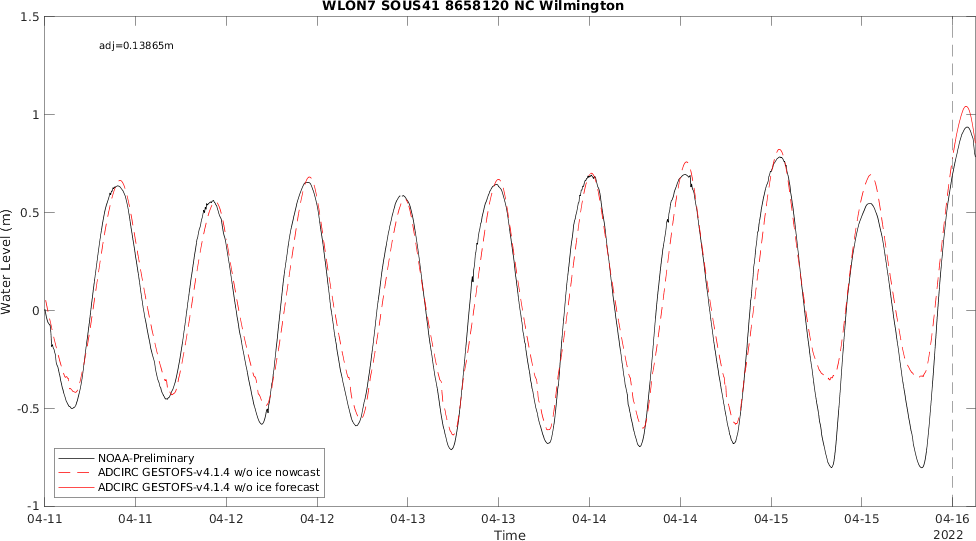 WLON7 SOUS41 8658120 NC Wilmington
1.5
adj=0.13865m
1
0.5
0
-0.5
-1
Water Level (m)
NOAA-Preliminary
ADCIRC GESTOFS-v4.1.4 w/o ice nowcast
ADCIRC GESTOFS-v4.1.4 w/o ice forecast
04-11 04-11 04-12 04-12 04-13 04-13 04-14 04-14 04-15 04-15 04-16
Time
2022